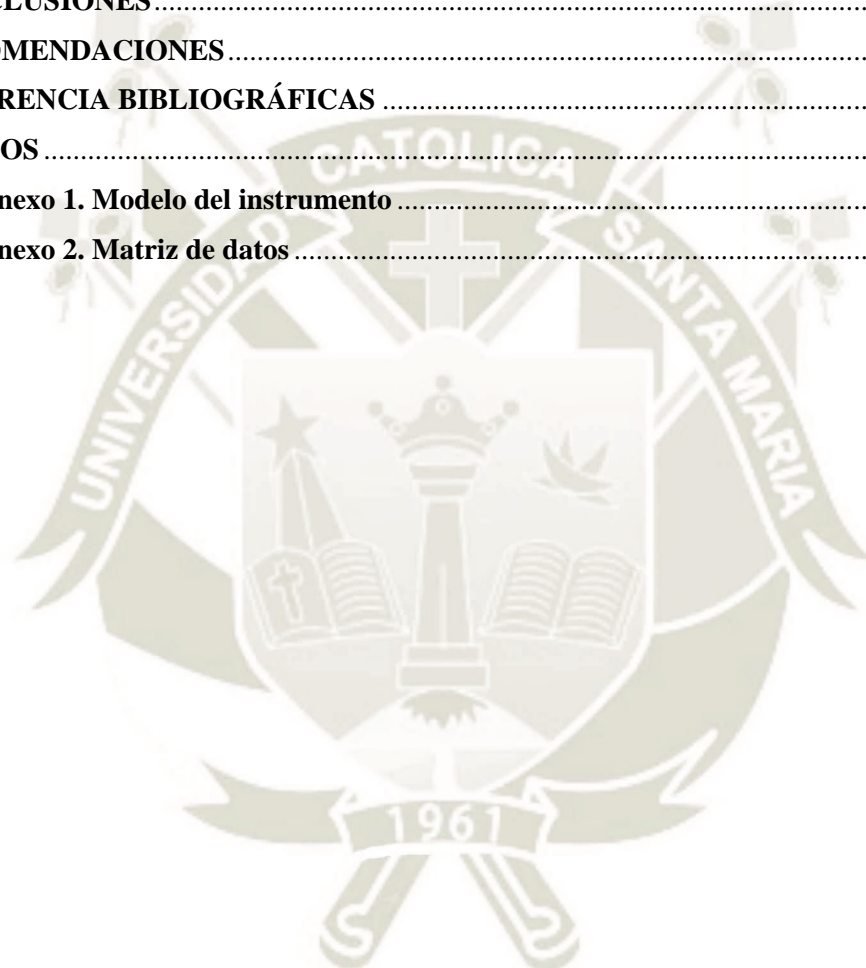 CLUSIONES
OMENDACIONES
RENCIA BIBLIOGRÁFICAS
OS
nexo 1. Modelo del instrumento
nexo 2. Matriz de datos
UNIVERSIDAD CATOLICA SANTA MARIA
1961